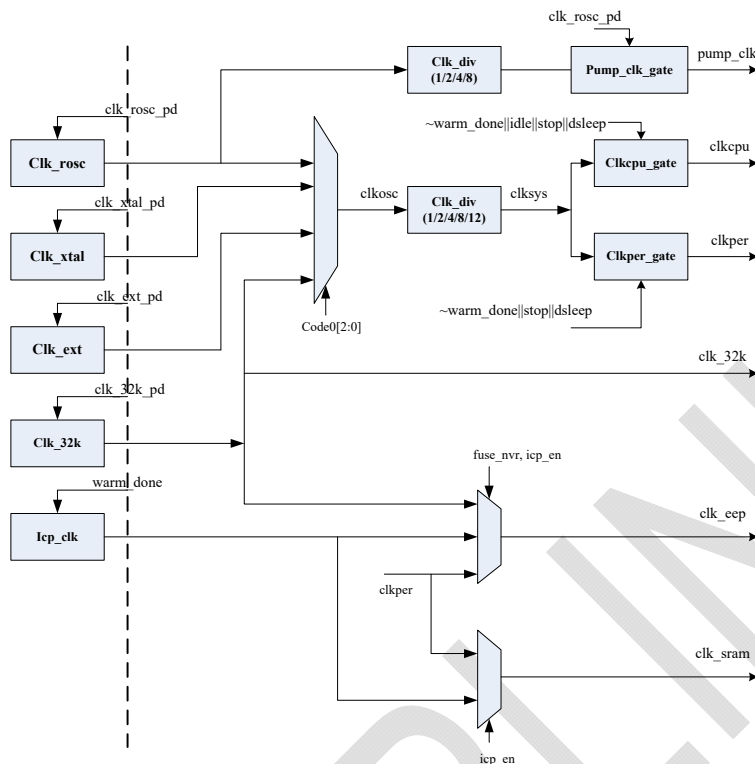 clk_rosc_pd
pump_clk
Clk_div
(1/2/4/8)
Pump_clk_gate
clk_rosc_pd
~warm_done||idle||stop||dsleep
clkcpu
Clk_rosc
Clkcpu_gate
clk_xtal_pd
clkosc
Clk_div
(1/2/4/8/12)
clksys
Clk_xtal
clkper
Clkper_gate
clk_ext_pd
~warm_done||stop||dsleep
Code0[2:0]
Clk_ext
clk_32k
clk_32k_pd
Clk_32k
fuse_nvr, icp_en
warm_done
clk_eep
Icp_clk
clkper
clk_sram
icp_en